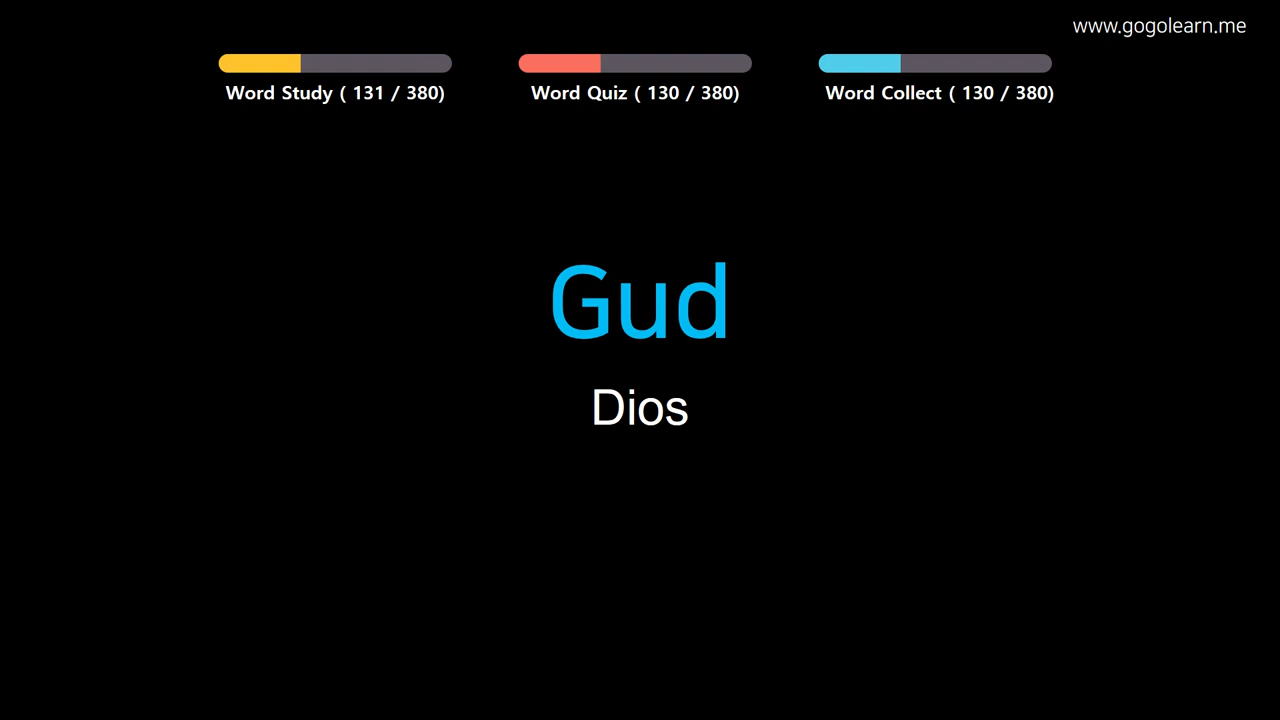 www.gogolearn.me
Word Study ( 131 / 380)
Word Quiz ( 130 / 380)
Word Collect ( 130 / 380)
Gud
Dios